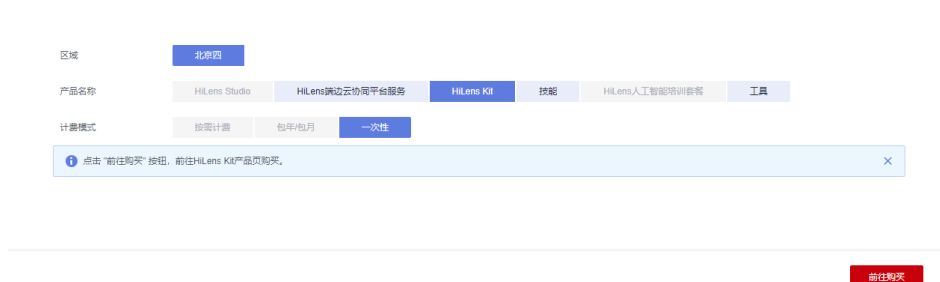 区域 北京四
产品名称 HiLens Studio HiLens端边云协同平台服务 HiLens Kit 技能 HiLens人工智能培训套餐 工具
计费模式 按需计费 包年/包月 一次性
点击 "前往购买" 按钮, 前往HiLens Kit产品页购买。
前往购买